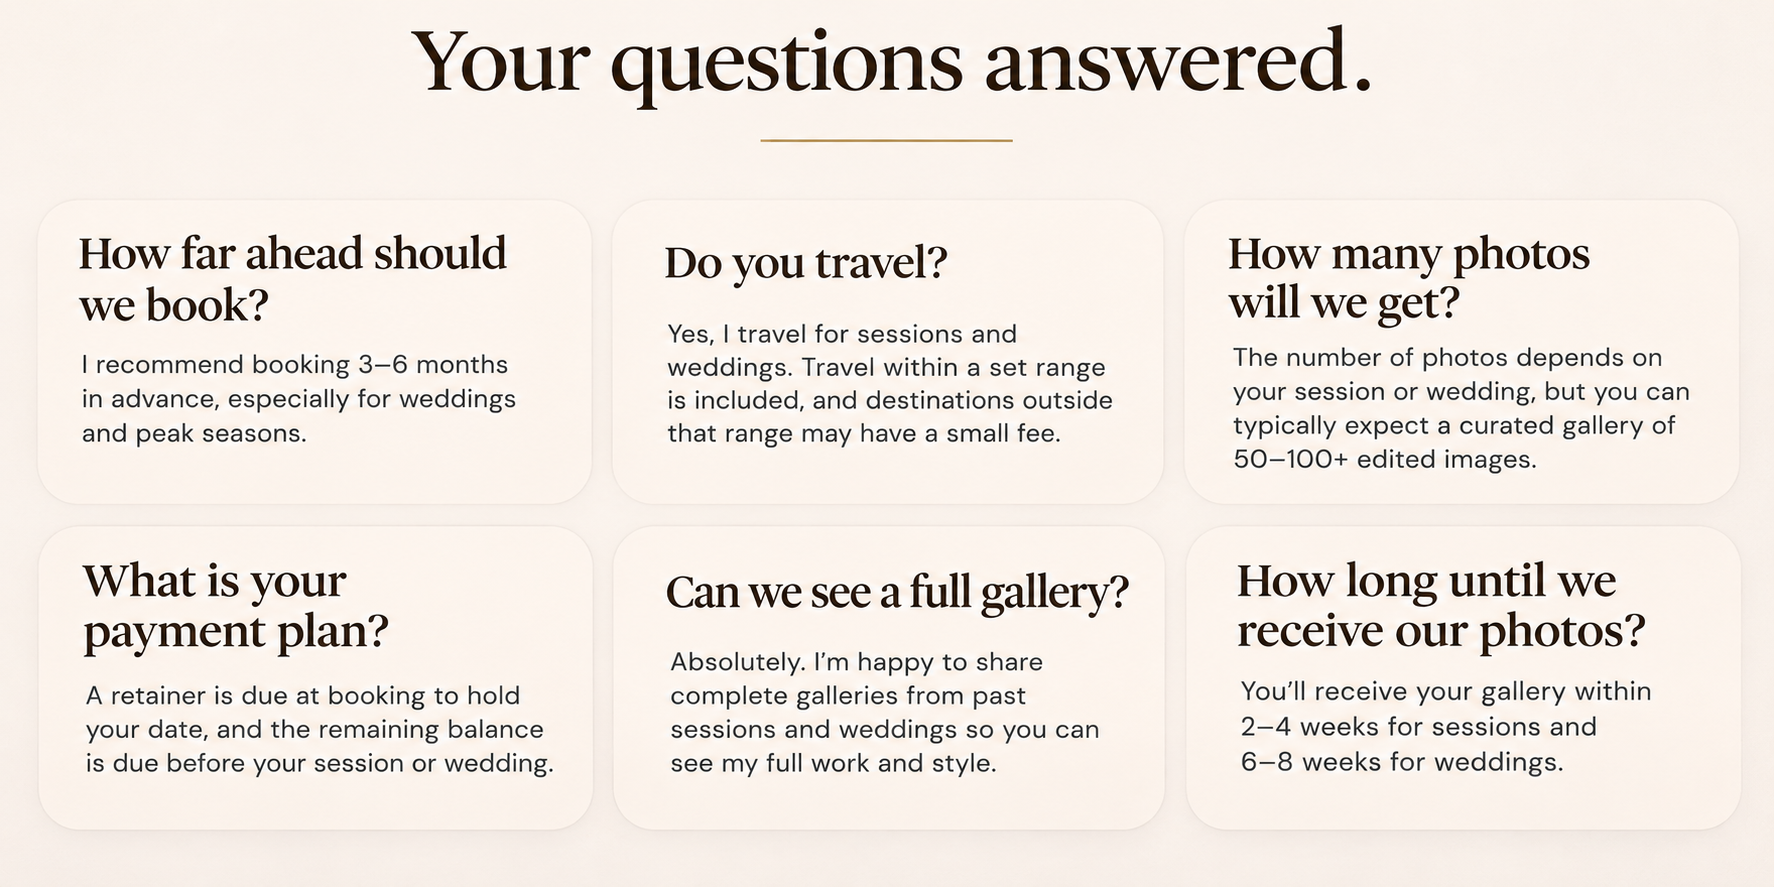 Your questions answered.
How far ahead should
we book?
I recommend booking 3–6 months
in advance, especially for weddings
and peak seasons.
Do you travel?
Yes, I travel for sessions and
weddings. Travel within a set range
is included, and destinations outside
that range may have a small fee.
How many photos
will we get?
The number of photos depends on
your session or wedding, but you can
typically expect a curated gallery of
50–100+ edited images.
What is your
payment plan?
A retainer is due at booking to hold
your date, and the remaining balance
is due before your session or wedding.
Can we see a full gallery?
Absolutely. I’m happy to share
complete galleries from past
sessions and weddings so you can
see my full work and style.
How long until we
receive our photos?
You’ll receive your gallery within
2–4 weeks for sessions and
6–8 weeks for weddings.